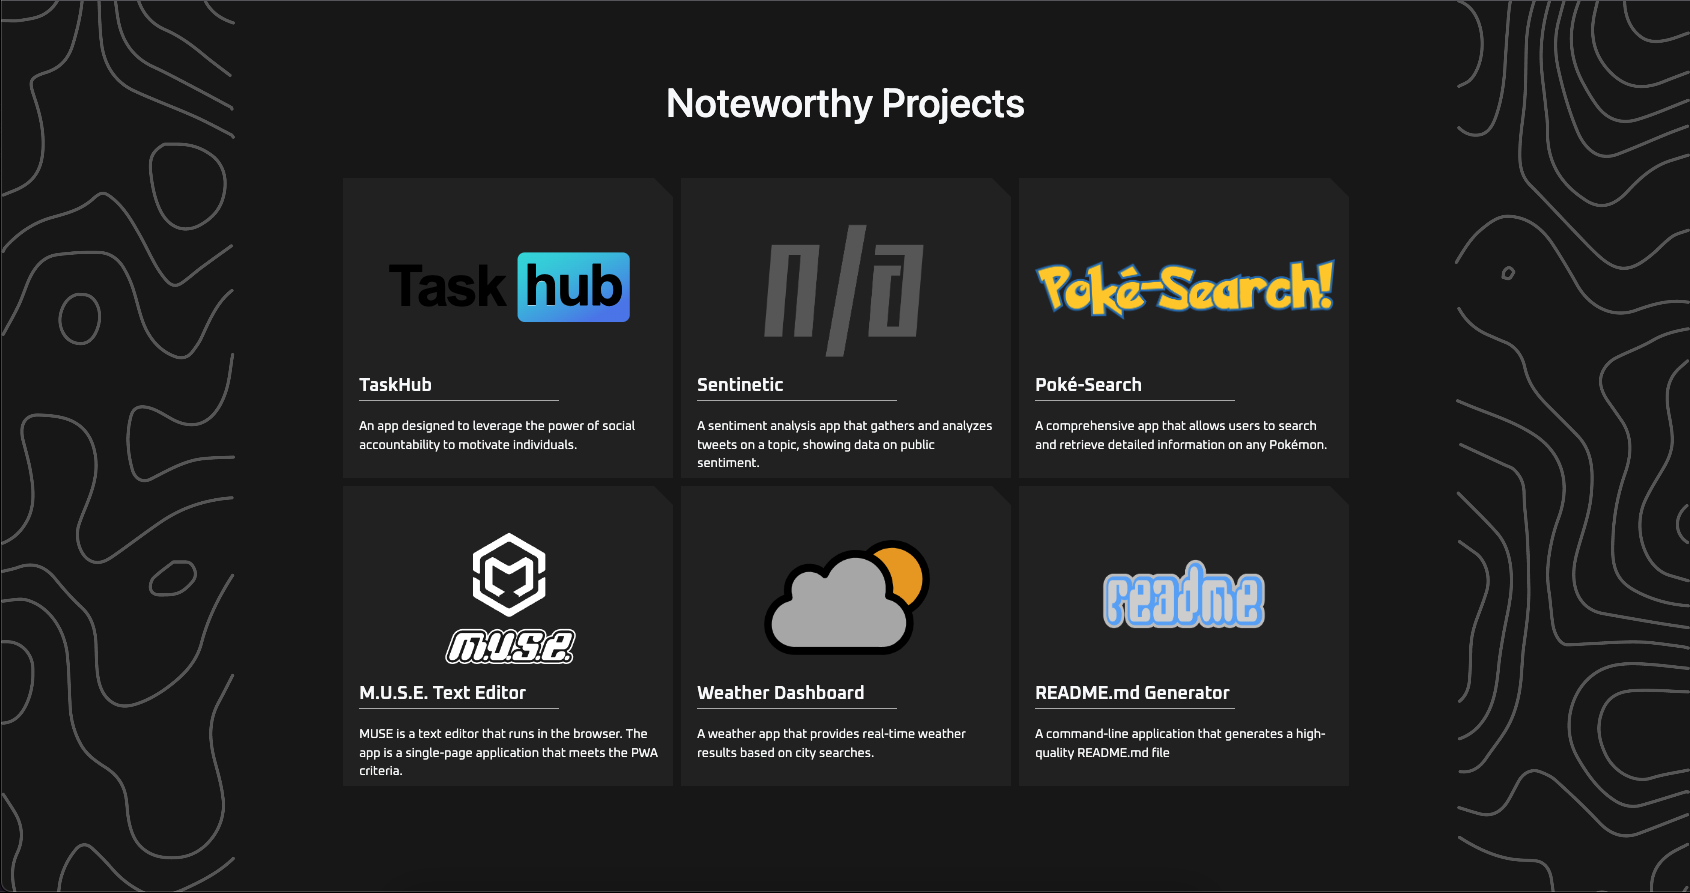 Noteworthy Projects
Task hub
n/a
Poké-Search!
TaskHub
Sentinetic
Poké-Search
An app designed to leverage the power of social
accountability to motivate individuals.
A sentiment analysis app that gathers and analyzes
tweets on a topic, showing data on public
sentiment.
A comprehensive app that allows users to search
and retrieve detailed information on any Pokémon.
M.U.S.E.
readme
M.U.S.E. Text Editor
Weather Dashboard
README.md Generator
MUSE is a text editor that runs in the browser. The
app is a single-page application that meets the PWA
criteria.
A weather app that provides real-time weather
results based on city searches.
A command-line application that generates a high-
quality README.md file